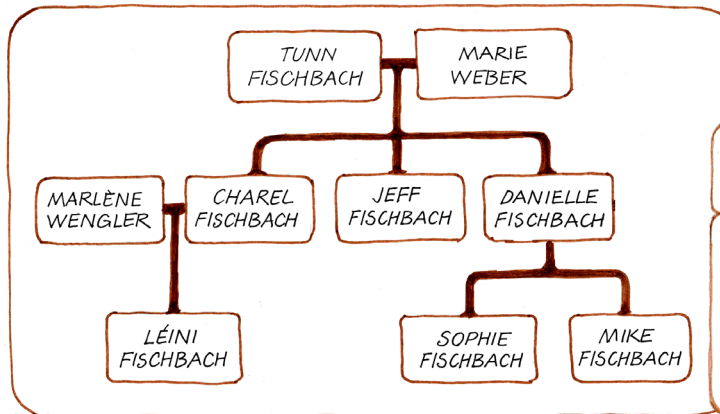 TUNN
FISCHBACH
MARIE
WEBER
MARLÈNE
WENGLER
CHAREL
FISCHBACH
JEFF
FISCHBACH
DANIELLE
FISCHBACH
LÉINI
FISCHBACH
SOPHIE
FISCHBACH
MIKE
FISCHBACH